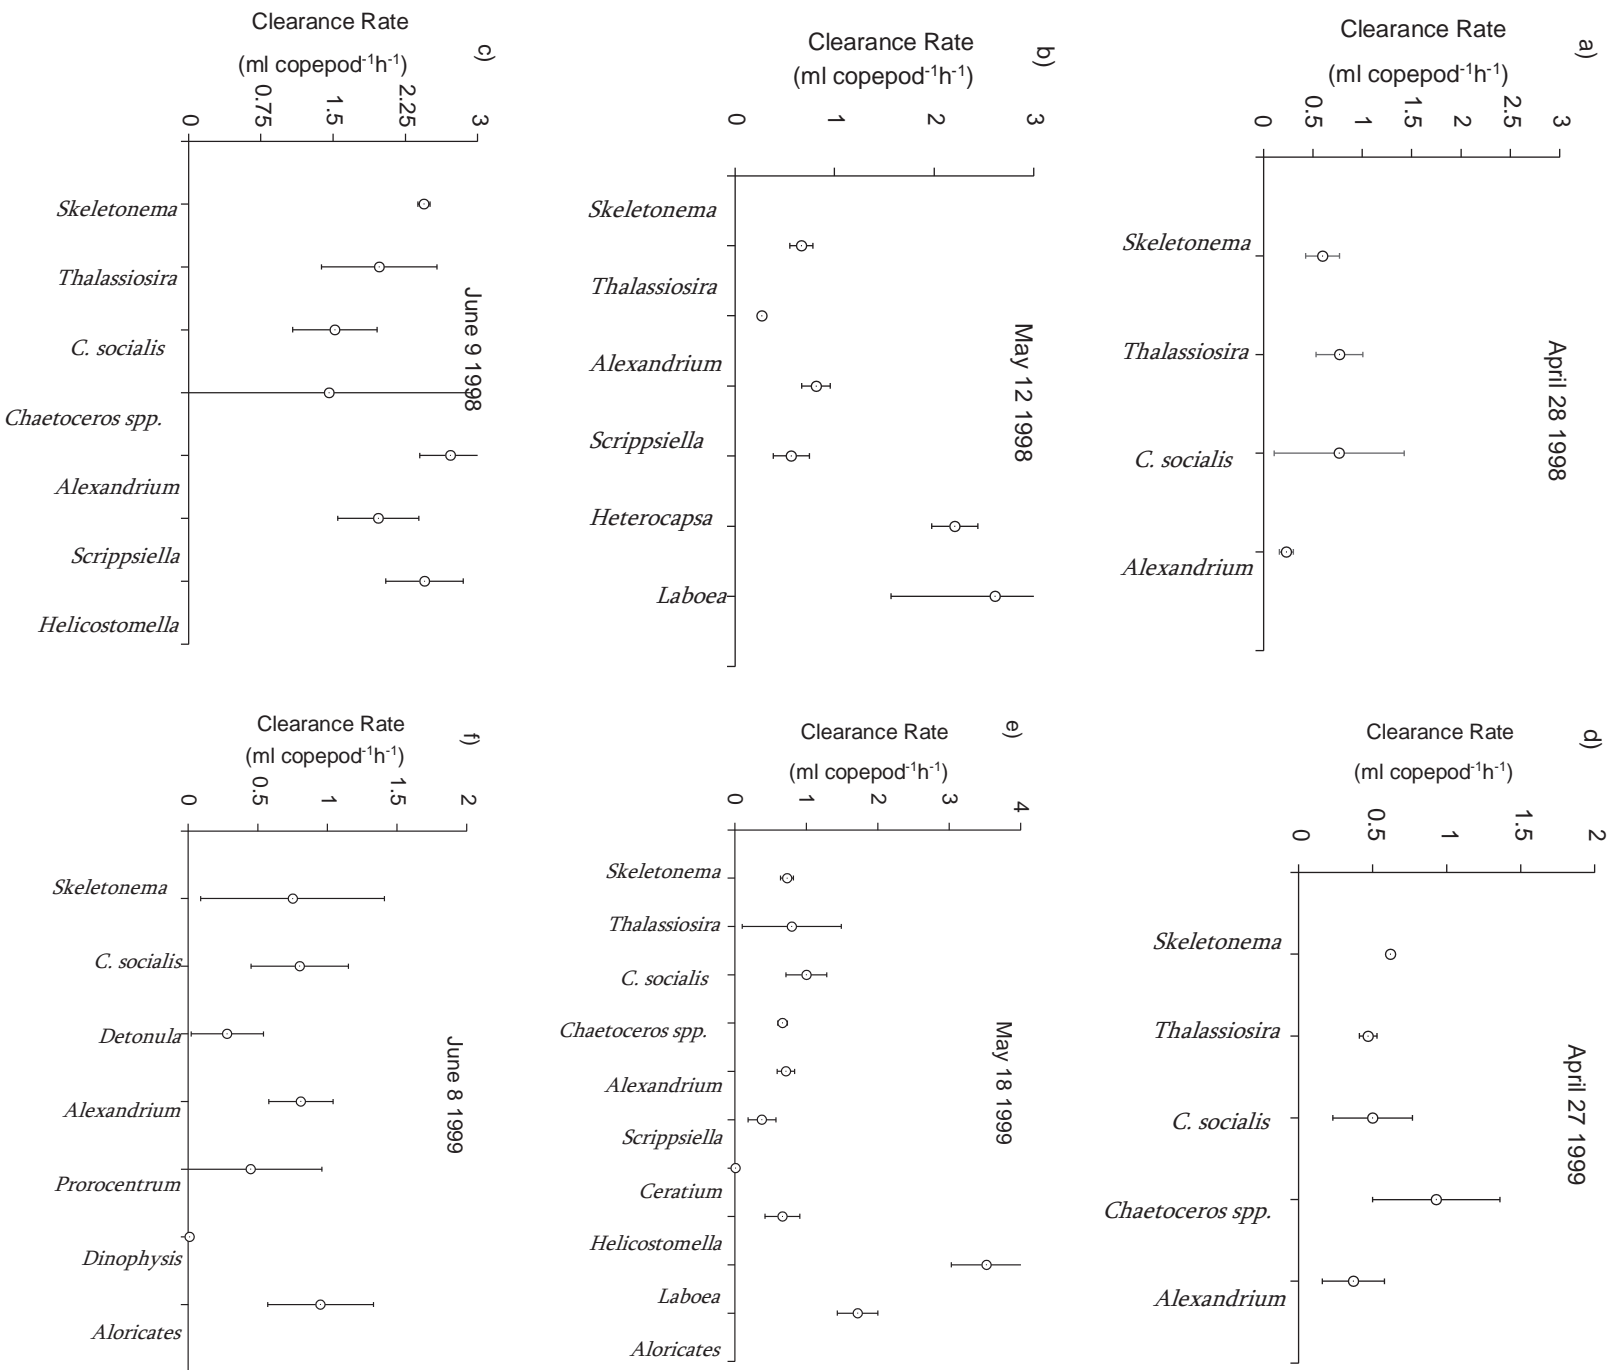 a)
Clearance Rate
(ml copepod⁻¹h⁻¹)
0
0.5
1
1.5
2
2.5
3
Skeletonema
Thalassiosira
C. socialis
Alexandrium
April 28 1998
b)
Clearance Rate
(ml copepod⁻¹h⁻¹)
0
1
2
3
Skeletonema
Thalassiosira
Alexandrium
Scrippsiella
Heterocapsa
Laboea
May 12 1998
c)
Clearance Rate
(ml copepod⁻¹h⁻¹)
0
0.75
1.5
2.25
3
Skeletonema
Thalassiosira
C. socialis
Chaetoceros spp.
Alexandrium
Scrippsiella
Helicostomella
June 9 1998
d)
Clearance Rate
(ml copepod⁻¹h⁻¹)
0
0.5
1
1.5
2
Skeletonema
Thalassiosira
C. socialis
Chaetoceros spp.
Alexandrium
April 27 1999
e)
Clearance Rate
(ml copepod⁻¹h⁻¹)
0
1
2
3
4
Skeletonema
Thalassiosira
C. socialis
Chaetoceros spp.
Alexandrium
Scrippsiella
Ceratium
Helicostomella
Laboea
Aloricates
May 18 1999
f)
Clearance Rate
(ml copepod⁻¹h⁻¹)
0
0.5
1
1.5
2
Skeletonema
C. socialis
Detonula
Alexandrium
Prorocentrum
Dinophysis
Aloricates
June 8 1999